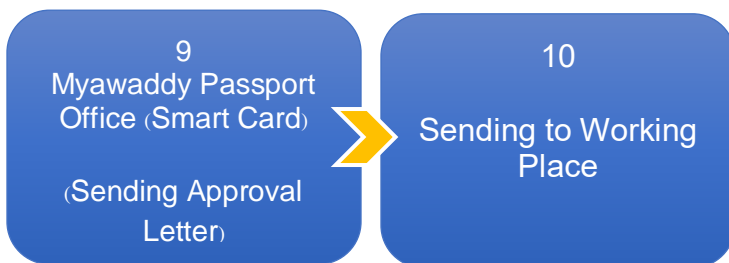 9
Myawaddy Passport
Office (Smart Card)
(Sending Approval
Letter)
10
Sending to Working
Place